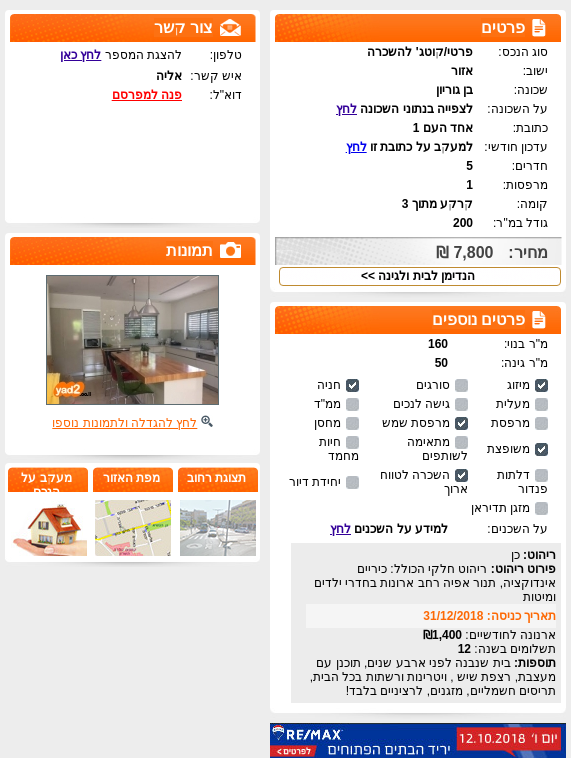 פרטים
סוג הנכס: פרטי/קוטג' להשכרה
ישוב: אזור
שכונה: בן גוריון
על השכונה: לצפייה בנתוני השכונה לחץ
כתובת: אחד העם 1
עדכון חודשי: למעקב על כתובת זו לחץ
חדרים: 5
מרפסות: 1
קומה: קרקע מתוך 3
גודל במ"ר: 200
מחיר: 7,800 ₪
הנדימן לבית ולגינה >>
צור קשר
טלפון: להצגת המספר לחץ כאן
איש קשר: אליה
דוא"ל: פנה למפרסם
תמונות
yad2.co.il
לחץ להגדלה ולתמונות נוספו
תצוגת רחוב
מפת האזור
מעקב על
הנכס
פרטים נוספים
מ"ר בנוי: 160
מ"ר גינה: 50
מיזוג סורגים חניה
מעלית גישה לנכים ממ"ד
מרפסת מרפסת שמש מחסן
משופצת מתאימה לשותפים חיות מחמד
דלתות פנדור השכרה לטווח ארוך יחידת דיור
מזגן תדיראן
על השכנים: למידע על השכנים לחץ
ריהוט: כן
פירוט ריהוט: ריהוט חלקי הכולל: כיריים
אינדוקציה, תנור אפיה רחב ארונות בחדרי ילדים
ומיטות
תאריך כניסה: 31/12/2018
ארנונה לחודשיים: 1,400₪
תשלומים בשנה: 12
תוספות: בית שנבנה לפני ארבע שנים, תוכנן עם
מעצבת, רצפת שיש , ויטרינות ורשתות בכל הבית,
תריסים חשמליים, מזגנים, לרציניים בלבד!
יום ו' 12.10.2018
יריד הבתים הפתוחים
RE/MAX
לפרטים >